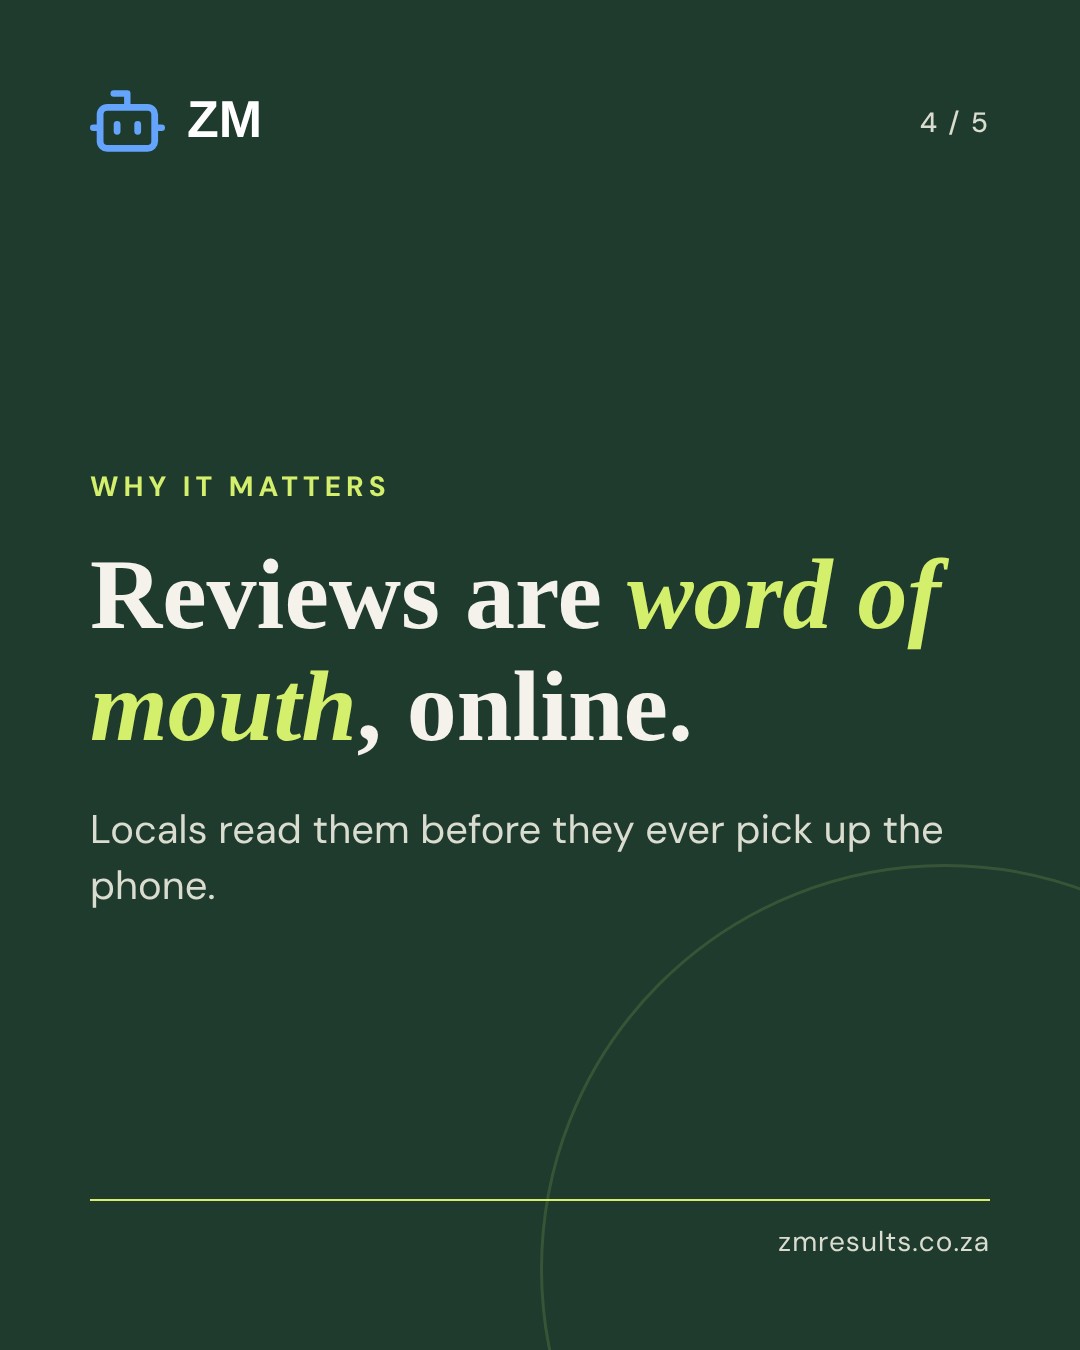 ZM
4 / 5
WHY IT MATTERS
Reviews are word of
mouth, online.
Locals read them before they ever pick up the
phone.
zmresults.co.za